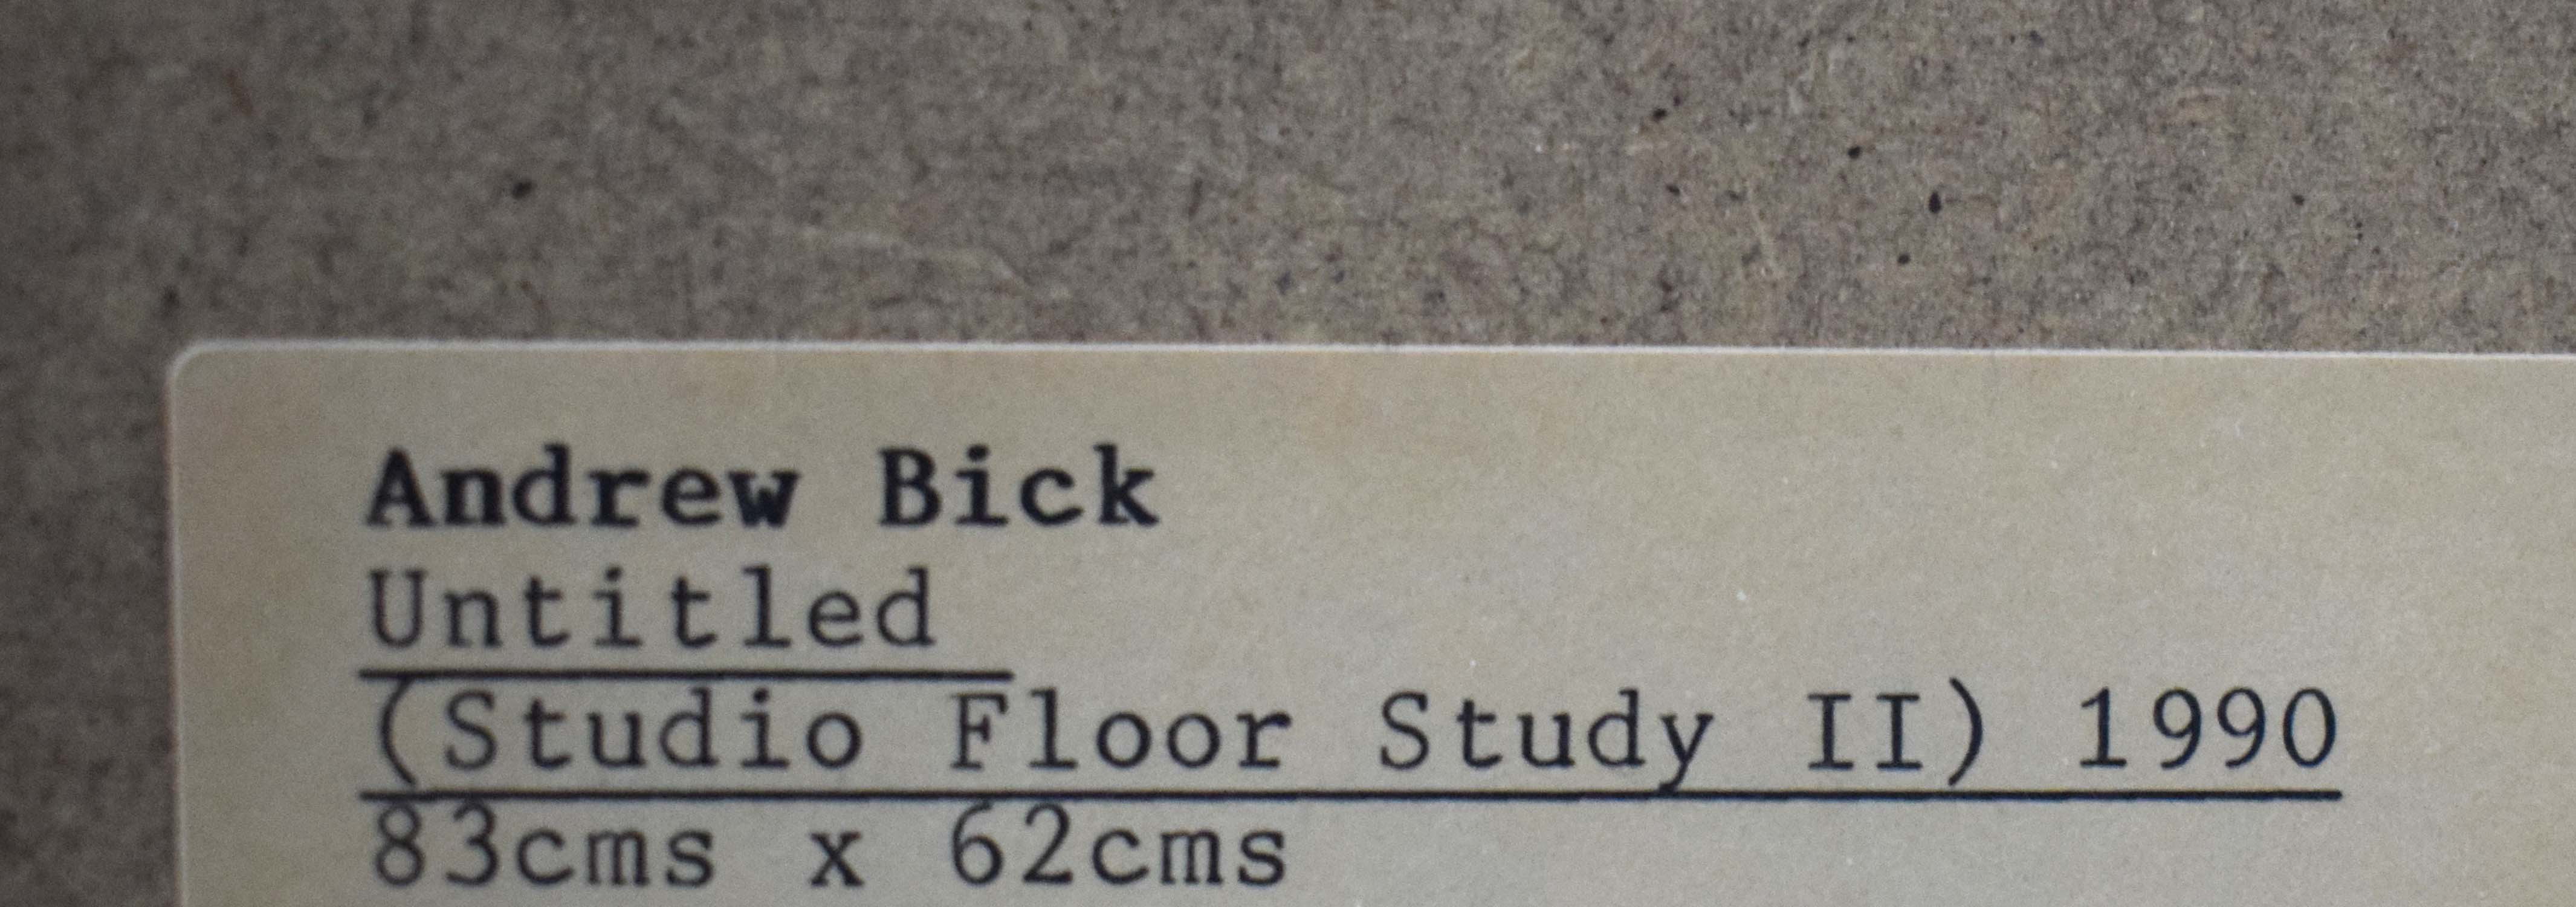 Andrew Bick
Untitled
(Studio Floor Study II) 1990
83cms x 62cms